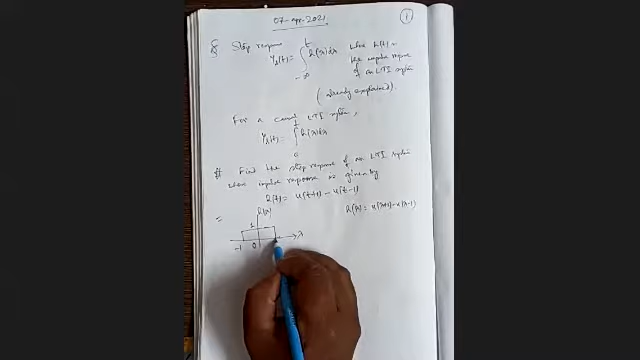 07-apr-2021
1
Q Step response
y_s(t) = ∫_{-∞}^{t} h(λ)dλ where h(t) is
the impulse response
of an LTI system
(already explained).
For a causal LTI system,
y_s(t) = ∫_{0}^{t} h(λ)dλ
# Find the step response of an LTI system
whose impulse response is given by
h(t) = u(t+1) - u(t-1)
= h(λ) h(λ) = u(λ+1) - u(λ-1)
1
-1 0 λ